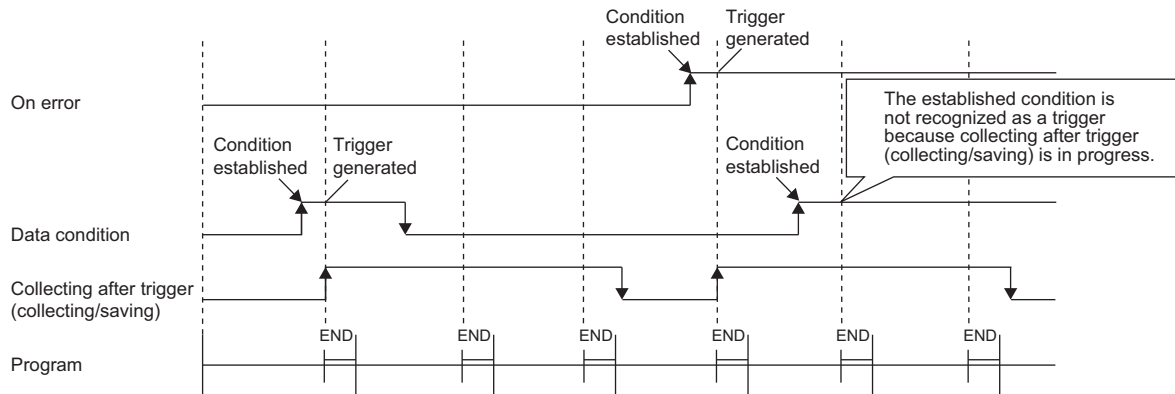 Condition
established
Trigger
generated
On error
The established condition is
not recognized as a trigger
because collecting after trigger
(collecting/saving) is in progress.
Condition
established
Trigger
generated
Condition
established
Data condition
Collecting after trigger
(collecting/saving)
END
END
END
END
END
END
Program